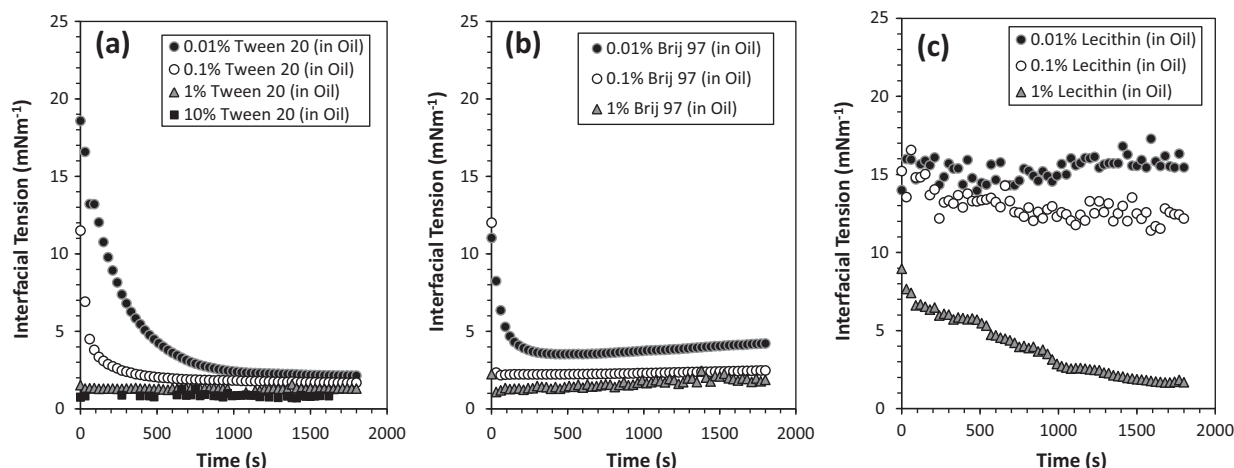 (a)
0.01% Tween 20 (in Oil)
0.1% Tween 20 (in Oil)
1% Tween 20 (in Oil)
10% Tween 20 (in Oil)
25
20
15
10
5
0
0 500 1000 1500 2000
Interfacial Tension (mNm⁻¹)
Time (s)
(b)
0.01% Brij 97 (in Oil)
0.1% Brij 97 (in Oil)
1% Brij 97 (in Oil)
25
20
15
10
5
0
0 500 1000 1500 2000
Interfacial Tension (mNm⁻¹)
Time (s)
(c)
0.01% Lecithin (in Oil)
0.1% Lecithin (in Oil)
1% Lecithin (in Oil)
25
20
15
10
5
0
0 500 1000 1500 2000
Interfacial Tension (mNm⁻¹)
Time (s)